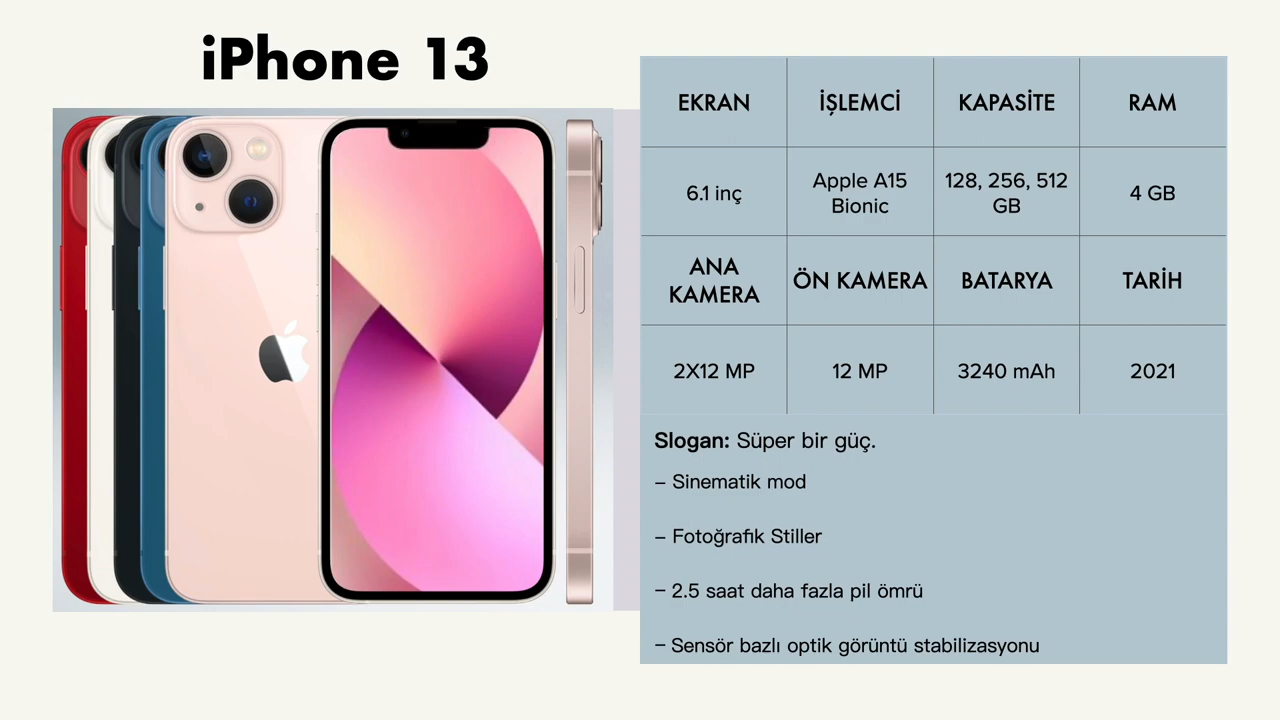 iPhone 13
EKRAN
İŞLEMCİ
KAPASİTE
RAM
6.1 inç
Apple A15
Bionic
128, 256, 512
GB
4 GB
ANA
KAMERA
ÖN KAMERA
BATARYA
TARİH
2X12 MP
12 MP
3240 mAh
2021
Slogan: Süper bir güç.
– Sinematik mod
– Fotoğrafik Stiller
– 2.5 saat daha fazla pil ömrü
– Sensör bazlı optik görüntü stabilizasyonu